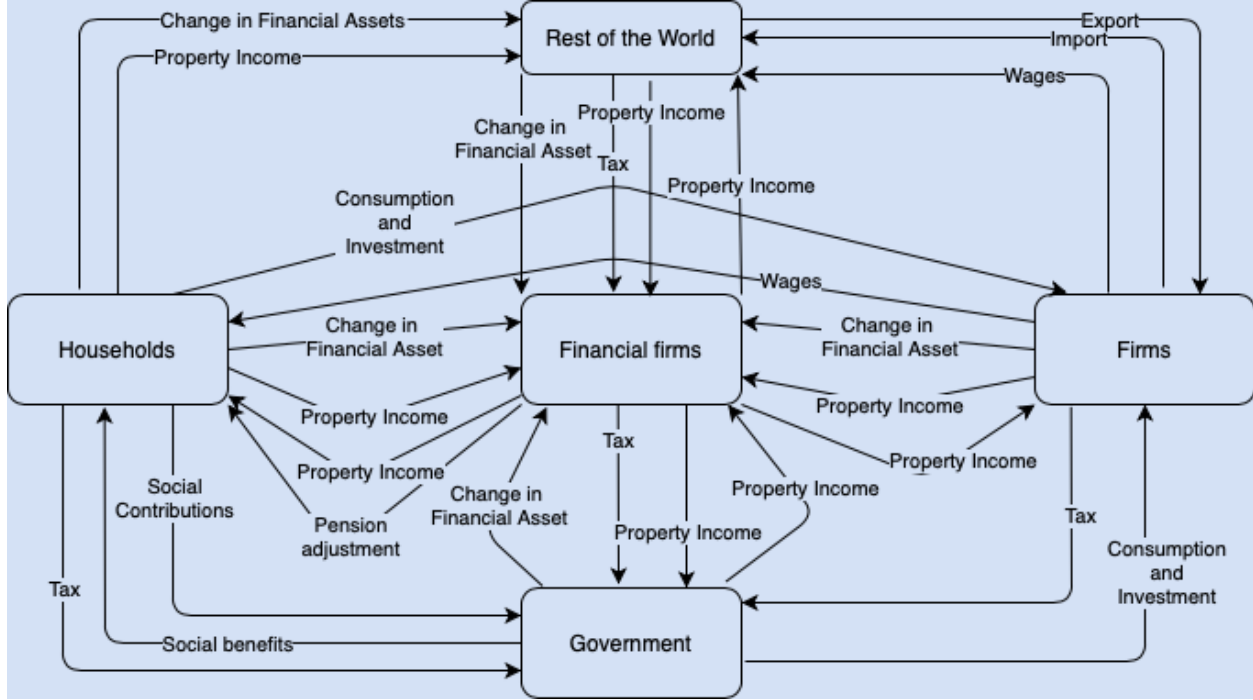 Change in Financial Assets
Rest of the World
Export
Import
Property Income
Wages
Property Income
Change in
Financial Asset
Tax
Property Income
Consumption
and
Investment
Wages
Households
Change in
Financial Asset
Financial firms
Change in
Financial Asset
Firms
Property Income
Property Income
Property Income
Property Income
Social
Contributions
Change in
Financial Asset
Tax
Property Income
Pension
adjustment
Property Income
Tax
Consumption
and
Investment
Tax
Social benefits
Government